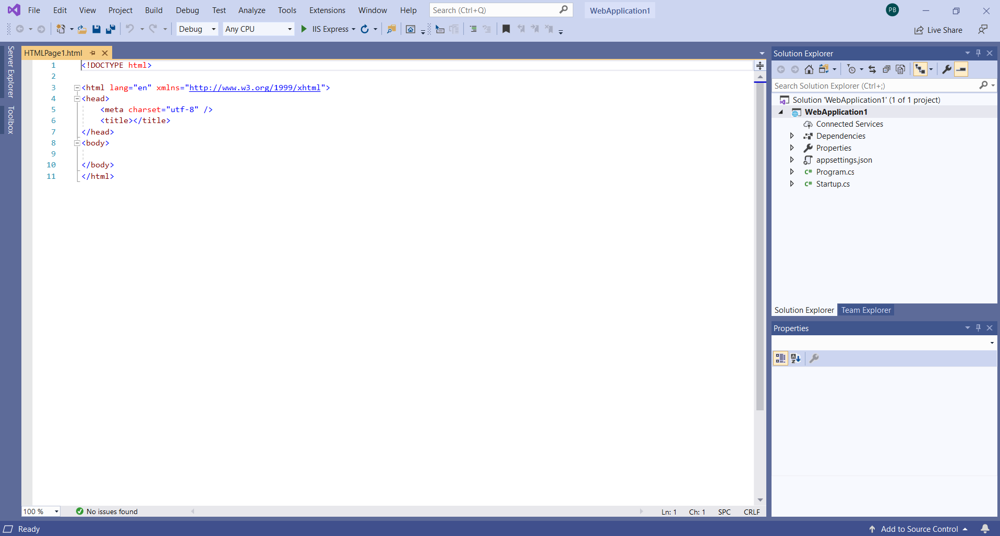 File Edit View Project Build Debug Test Analyze Tools Extensions Window Help Search (Ctrl+Q) WebApplication1 PB
Debug Any CPU IIS Express Live Share
Server Explorer
Toolbox
HTMLPage1.html
1 <!DOCTYPE html>
2
3 <html lang="en" xmlns="http://www.w3.org/1999/xhtml">
4 <head>
5 <meta charset="utf-8" />
6 <title></title>
7 </head>
8 <body>
9
10 </body>
11 </html>
100 % No issues found Ln: 1 Ch: 1 SPC CRLF
Solution Explorer
Search Solution Explorer (Ctrl+;)
Solution 'WebApplication1' (1 of 1 project)
WebApplication1
Connected Services
Dependencies
Properties
appsettings.json
C# Program.cs
C# Startup.cs
Solution Explorer Team Explorer
Properties
Ready Add to Source Control